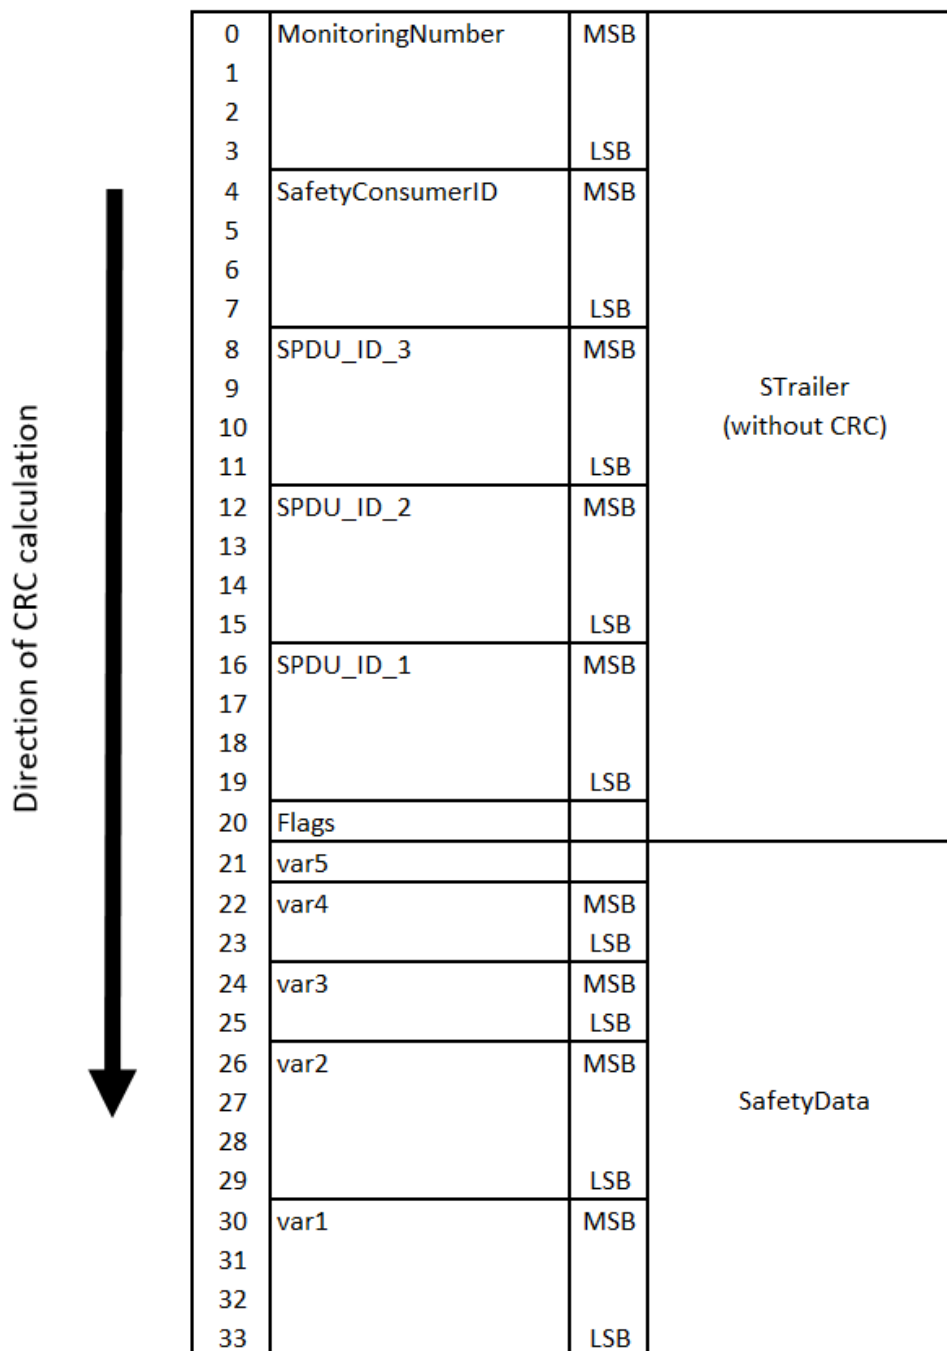 Direction of CRC calculation
0 MonitoringNumber MSB
1
2
3 LSB
4 SafetyConsumerID MSB
5
6
7 LSB
8 SPDU_ID_3 MSB
9
10
11 LSB
STrailer
(without CRC)
12 SPDU_ID_2 MSB
13
14
15 LSB
16 SPDU_ID_1 MSB
17
18
19 LSB
20 Flags
21 var5
22 var4 MSB
23 LSB
24 var3 MSB
25 LSB
26 var2 MSB
27
28
29 LSB
SafetyData
30 var1 MSB
31
32
33 LSB